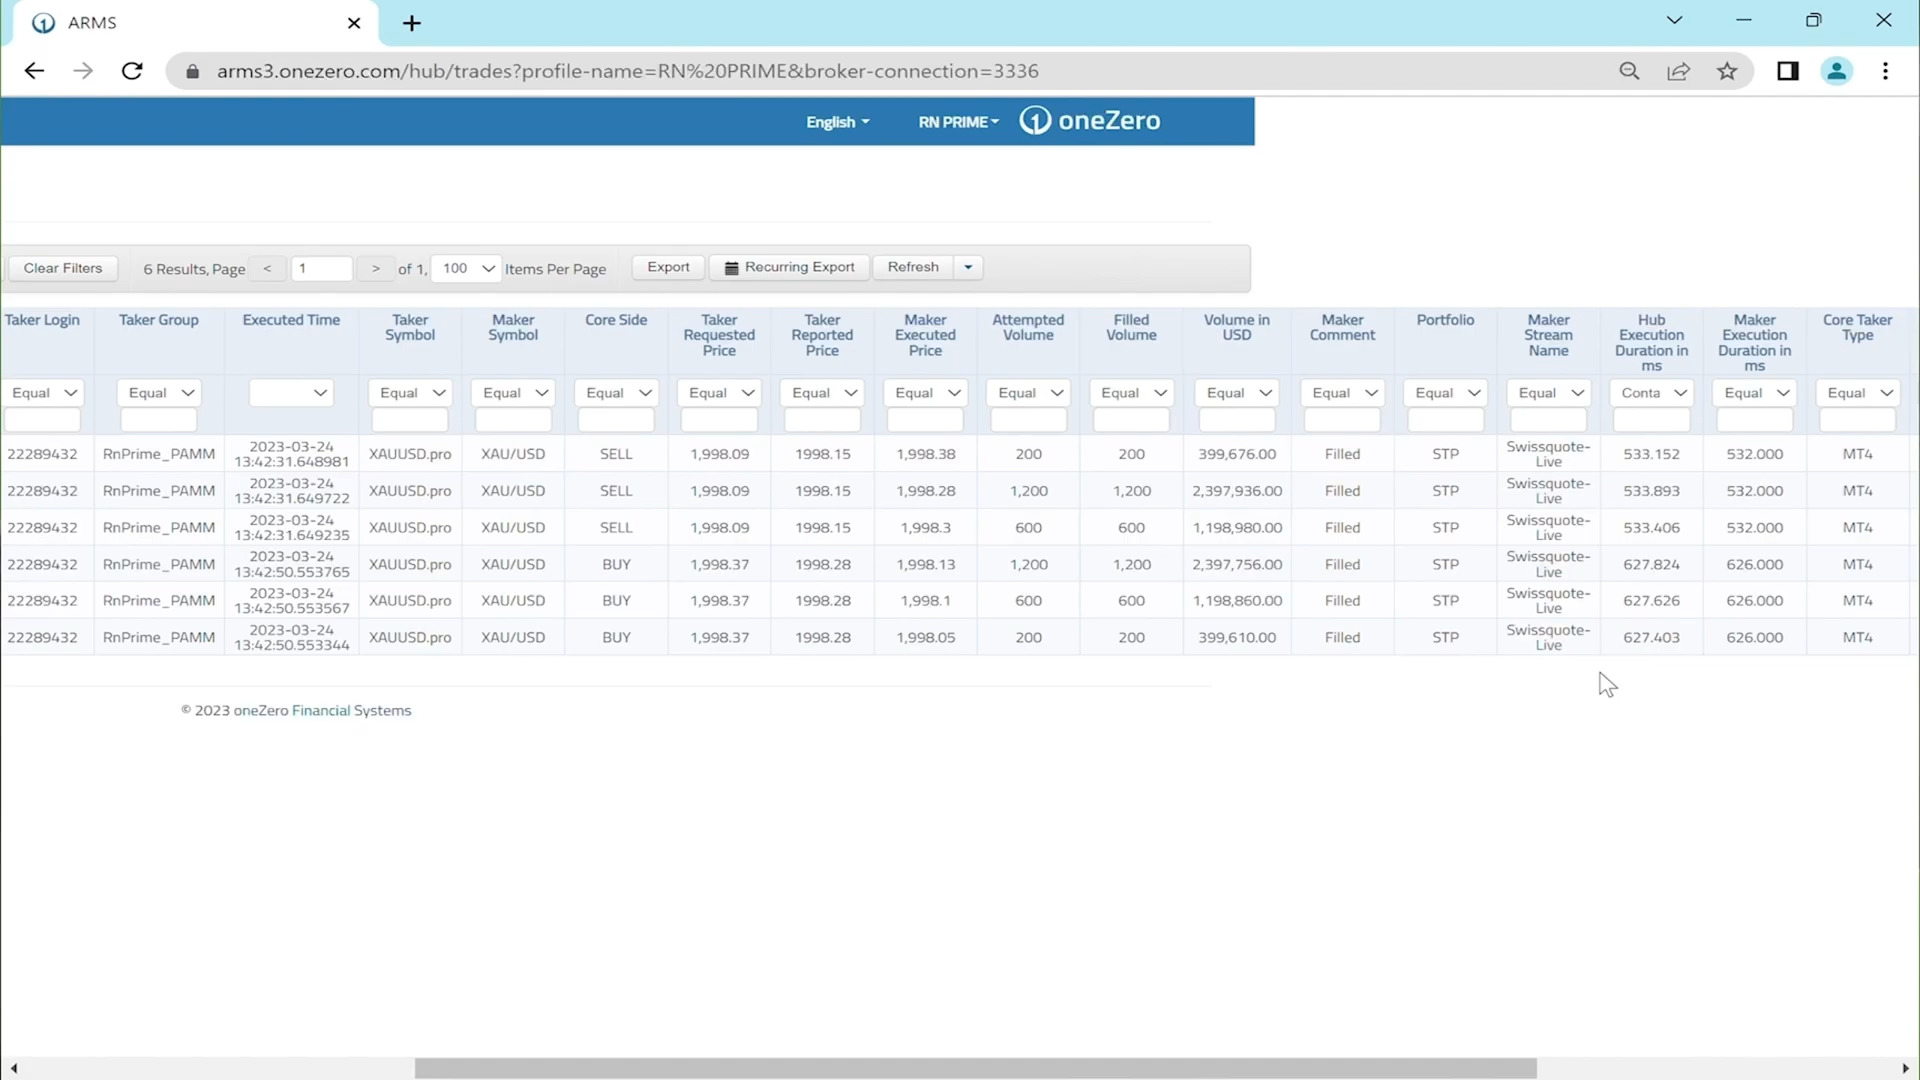 ARMS
arms3.onezero.com/hub/trades?profile-name=RN%20PRIME&broker-connection=3336
English RN PRIME oneZero
Clear Filters 6 Results, Page < 1 > of 1, 100 Items Per Page Export Recurring Export Refresh
Taker Login Taker Group Executed Time Taker Symbol Maker Symbol Core Side Taker Requested Price Taker Reported Price Maker Executed Price Attempted Volume Filled Volume Volume in USD Maker Comment Portfolio Maker Stream Name Hub Execution Duration in ms Maker Execution Duration in ms Core Taker Type
Equal Equal Equal Equal Equal Equal Equal Equal Equal Equal Equal Equal Equal Equal Conta Equal Equal
22289432 RnPrime_PAMM 2023-03-24 13:42:31.648981 XAUUSD.pro XAU/USD SELL 1,998.09 1998.15 1,998.38 200 200 399,676.00 Filled STP Swissquote-Live 533.152 532.000 MT4
22289432 RnPrime_PAMM 2023-03-24 13:42:31.649722 XAUUSD.pro XAU/USD SELL 1,998.09 1998.15 1,998.28 1,200 1,200 2,397,936.00 Filled STP Swissquote-Live 533.893 532.000 MT4
22289432 RnPrime_PAMM 2023-03-24 13:42:31.649235 XAUUSD.pro XAU/USD SELL 1,998.09 1998.15 1,998.3 600 600 1,198,980.00 Filled STP Swissquote-Live 533.406 532.000 MT4
22289432 RnPrime_PAMM 2023-03-24 13:42:50.553765 XAUUSD.pro XAU/USD BUY 1,998.37 1998.28 1,998.13 1,200 1,200 2,397,756.00 Filled STP Swissquote-Live 627.824 626.000 MT4
22289432 RnPrime_PAMM 2023-03-24 13:42:50.553567 XAUUSD.pro XAU/USD BUY 1,998.37 1998.28 1,998.1 600 600 1,198,860.00 Filled STP Swissquote-Live 627.626 626.000 MT4
22289432 RnPrime_PAMM 2023-03-24 13:42:50.553344 XAUUSD.pro XAU/USD BUY 1,998.37 1998.28 1,998.05 200 200 399,610.00 Filled STP Swissquote-Live 627.403 626.000 MT4
© 2023 oneZero Financial Systems